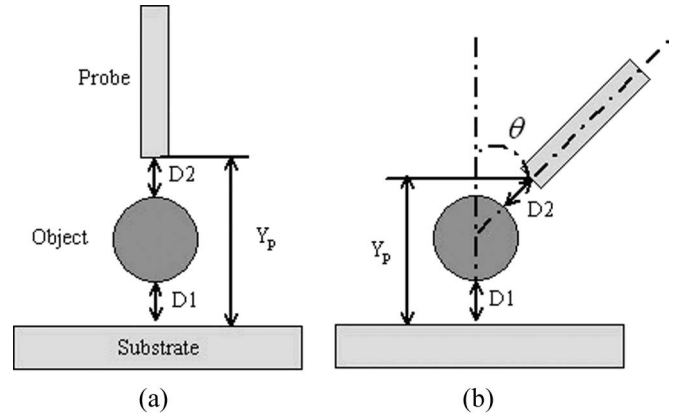 Probe
D2
Object
Yₚ
D1
Substrate
(a)
θ
D2
Yₚ
D1
(b)